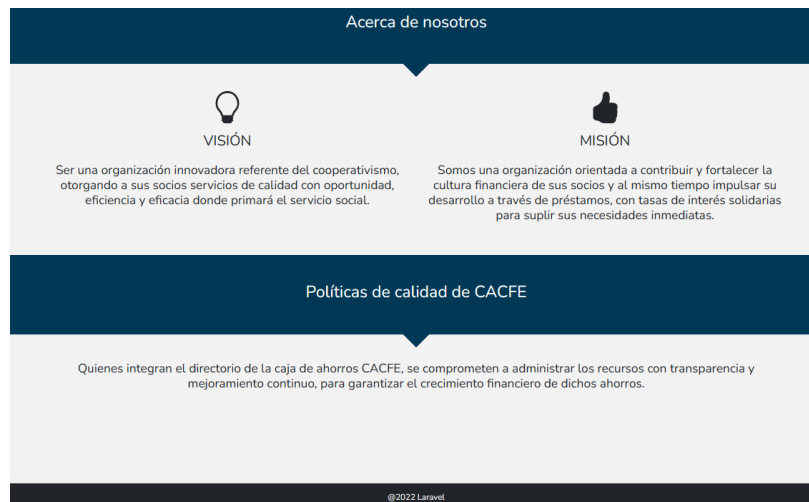 Acerca de nosotros
VISIÓN
Ser una organización innovadora referente del cooperativismo,
otorgando a sus socios servicios de calidad con oportunidad,
eficiencia y eficacia donde primará el servicio social.
MISIÓN
Somos una organización orientada a contribuir y fortalecer la
cultura financiera de sus socios y al mismo tiempo impulsar su
desarrollo a través de préstamos, con tasas de interés solidarias
para suplir sus necesidades inmediatas.
Políticas de calidad de CACFE
Quienes integran el directorio de la caja de ahorros CACFE, se comprometen a administrar los recursos con transparencia y
mejoramiento continuo, para garantizar el crecimiento financiero de dichos ahorros.
@2022 Laravel